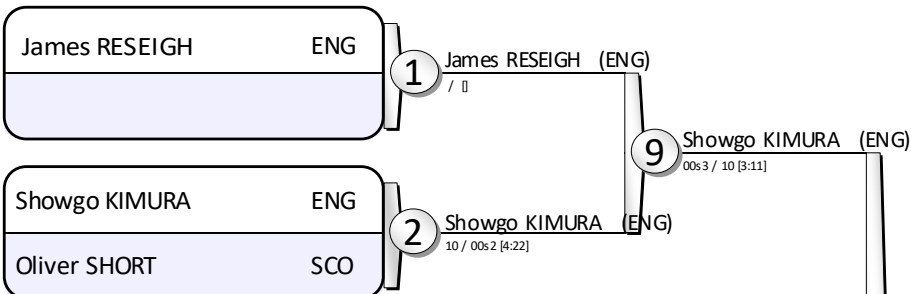 James RESEIGH ENG
1 James RESEIGH (ENG)
/ []
9 Showgo KIMURA (ENG)
00s3 / 10 [3:11]
Showgo KIMURA ENG
2 Showgo KIMURA (ENG)
10 / 00s2 [4:22]
Oliver SHORT SCO